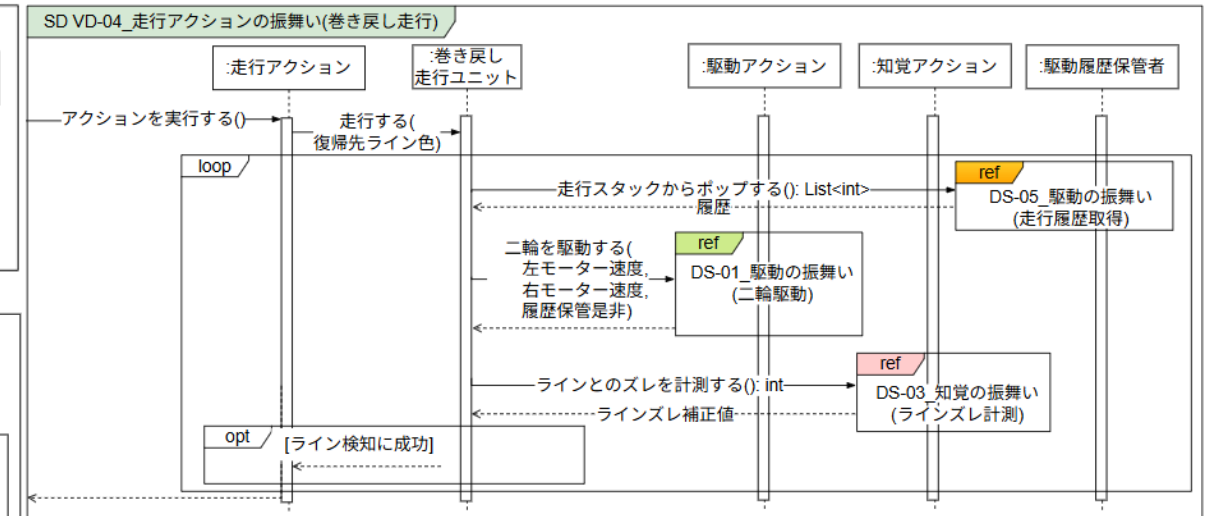 SD VD-04_走行アクションの振舞い(巻き戻し走行)
:走行アクション
:巻き戻し
走行ユニット
:駆動アクション
:知覚アクション
:駆動履歴保管者
アクションを実行する()
走行する(
復帰先ライン色)
loop
走行スタックからポップする(): List<int>
履歴
ref
DS-05_駆動の振舞い
(走行履歴取得)
二輪を駆動する(
左モーター速度,
右モーター速度,
履歴保管是非)
ref
DS-01_駆動の振舞い
(二輪駆動)
ラインとのズレを計測する(): int
ラインズレ補正値
ref
DS-03_知覚の振舞い
(ラインズレ計測)
opt
[ライン検知に成功]